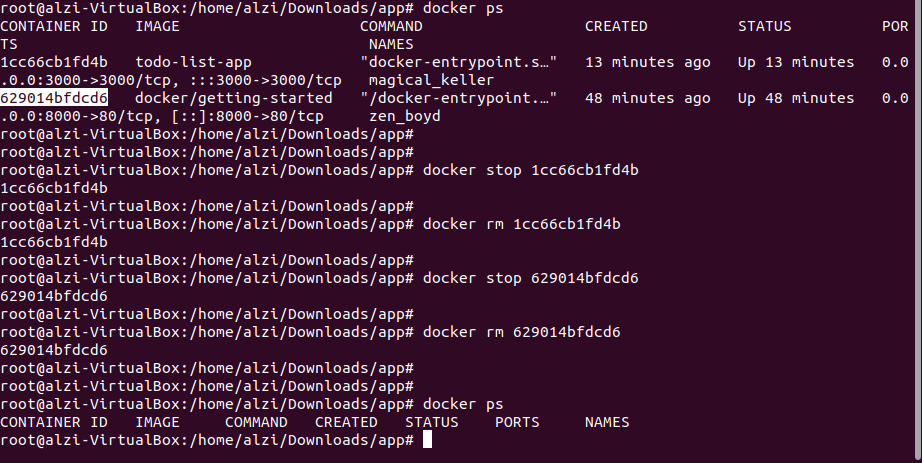 root@alzi-VirtualBox:/home/alzi/Downloads/app# docker ps
CONTAINER ID   IMAGE                    COMMAND                  CREATED          STATUS          POR
TS                                       NAMES
1cc66cb1fd4b   todo-list-app            "docker-entrypoint.s…"   13 minutes ago   Up 13 minutes   0.0
.0.0:3000->3000/tcp, :::3000->3000/tcp   magical_keller
629014bfdcd6   docker/getting-started   "/docker-entrypoint.…"   48 minutes ago   Up 48 minutes   0.0
.0.0:8000->80/tcp, [::]:8000->80/tcp     zen_boyd
root@alzi-VirtualBox:/home/alzi/Downloads/app#
root@alzi-VirtualBox:/home/alzi/Downloads/app#
root@alzi-VirtualBox:/home/alzi/Downloads/app# docker stop 1cc66cb1fd4b
1cc66cb1fd4b
root@alzi-VirtualBox:/home/alzi/Downloads/app#
root@alzi-VirtualBox:/home/alzi/Downloads/app# docker rm 1cc66cb1fd4b
1cc66cb1fd4b
root@alzi-VirtualBox:/home/alzi/Downloads/app#
root@alzi-VirtualBox:/home/alzi/Downloads/app# docker stop 629014bfdcd6
629014bfdcd6
root@alzi-VirtualBox:/home/alzi/Downloads/app#
root@alzi-VirtualBox:/home/alzi/Downloads/app# docker rm 629014bfdcd6
629014bfdcd6
root@alzi-VirtualBox:/home/alzi/Downloads/app#
root@alzi-VirtualBox:/home/alzi/Downloads/app#
root@alzi-VirtualBox:/home/alzi/Downloads/app# docker ps
CONTAINER ID   IMAGE     COMMAND   CREATED   STATUS    PORTS     NAMES
root@alzi-VirtualBox:/home/alzi/Downloads/app#